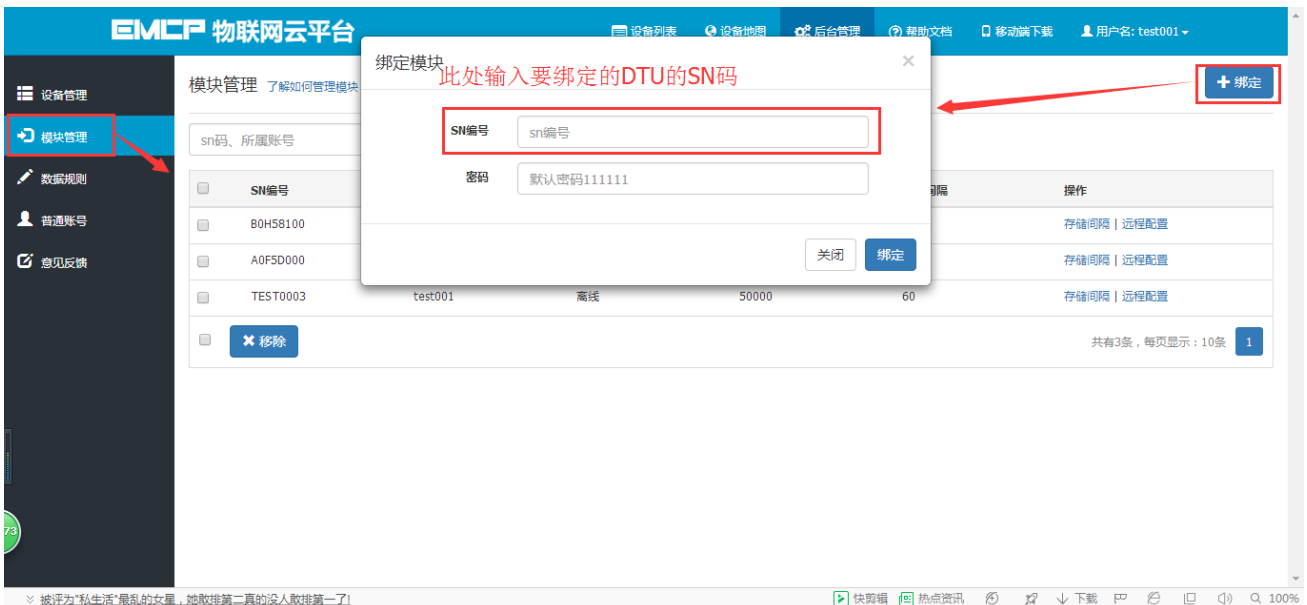 EMCP 物联网云平台
设备列表 设备地图 后台管理 帮助文档 移动端下载 用户名: test001
设备管理
模块管理
数据规则
普通账号
意见反馈
模块管理 了解如何管理模块
绑定
sn码、所属账号
绑定模块 ×
此处输入要绑定的DTU的SN码
SN编号 sn编号
密码 默认密码111111
关闭 绑定
SN编号 间隔 操作
B0H58100 存储间隔 | 远程配置
A0F5D000 存储间隔 | 远程配置
TEST0003 test001 离线 50000 60 存储间隔 | 远程配置
移除 共有3条，每页显示：10条 1
73
被评为"私生活"最乱的女星，她敢排第二真的没人敢排第一了! 快剪辑 热点资讯 下载 100%